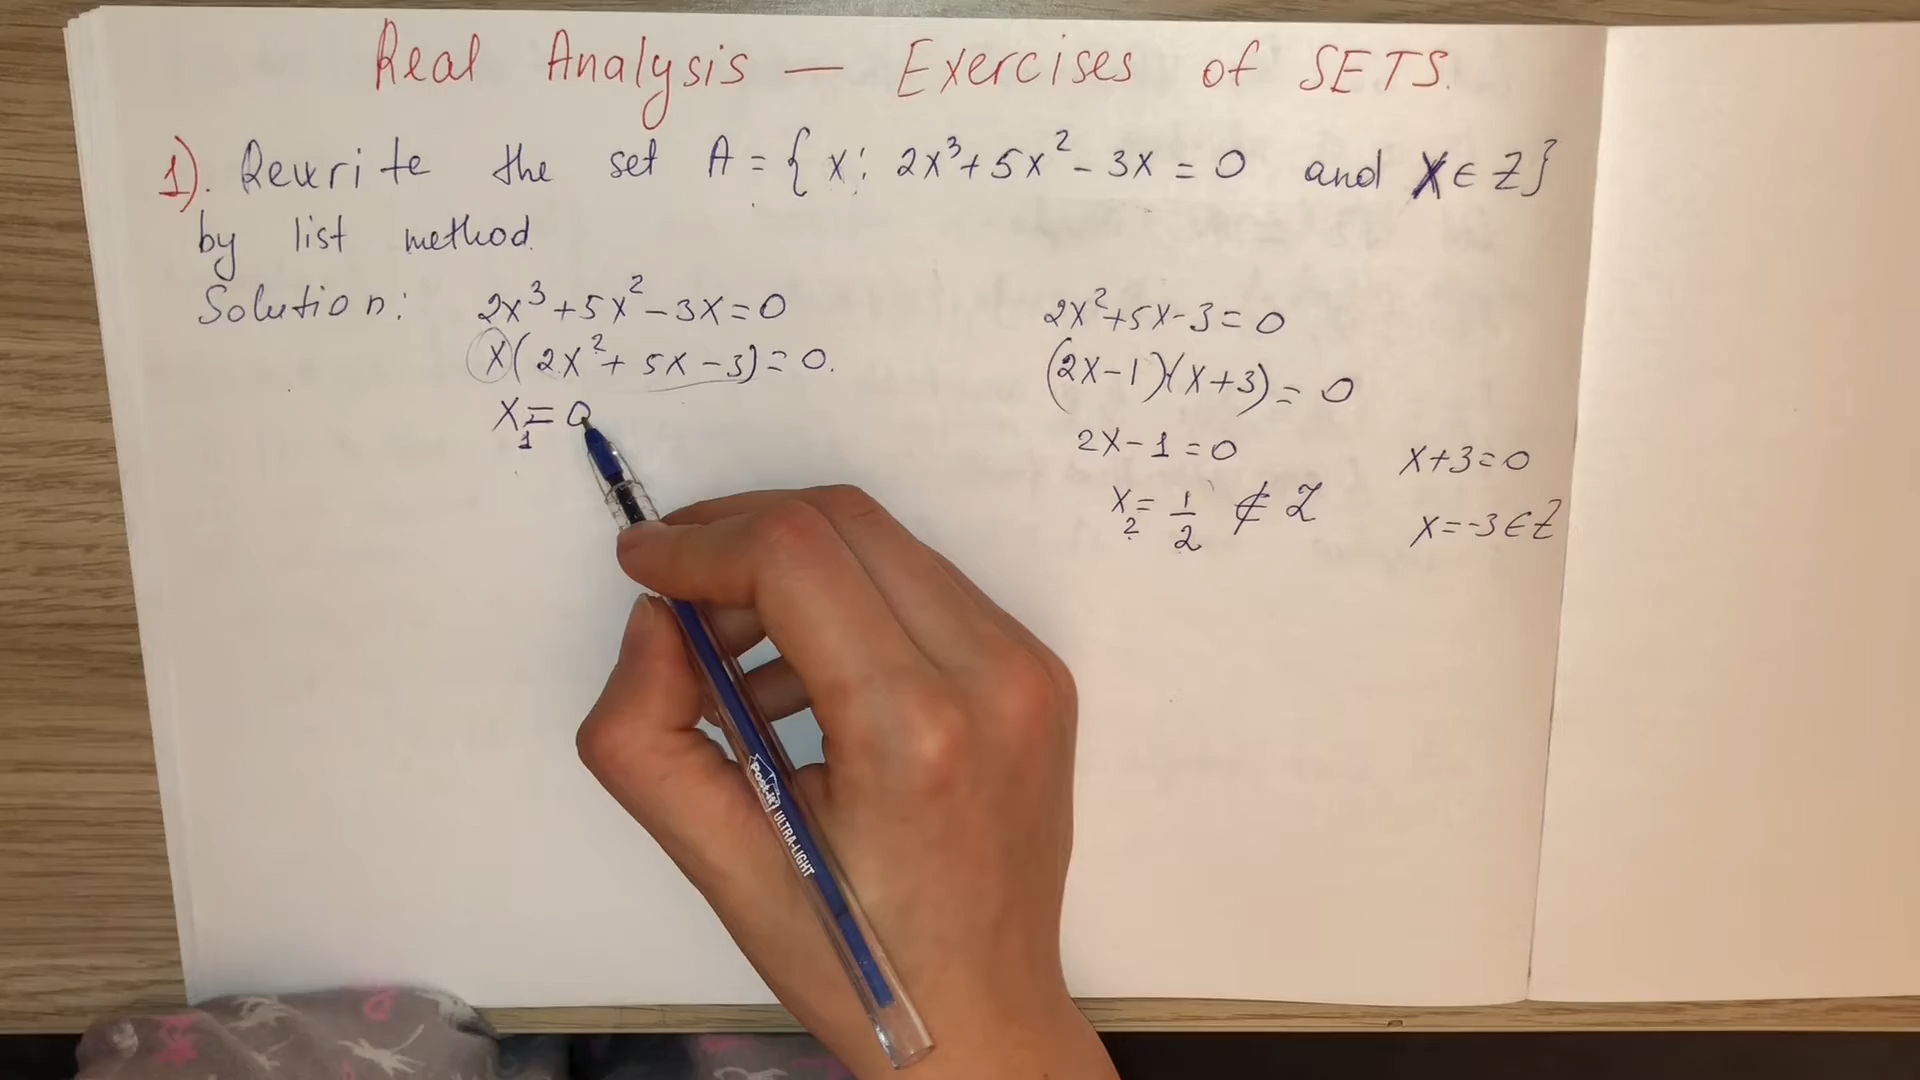 Real Analysis — Exercises of SETS.
1). Rewrite the set A = { x : 2x³ + 5x² - 3x = 0 and x ∈ Z }
by list method.
Solution:
2x³ + 5x² - 3x = 0
x( 2x² + 5x - 3) = 0.
x₁ = 0
2x² + 5x - 3 = 0
(2x - 1)(x + 3) = 0
2x - 1 = 0
x₂ = 1/2 ∉ Z
x + 3 = 0
x = -3 ∈ Z
Post-it ULTRA-LIGHT